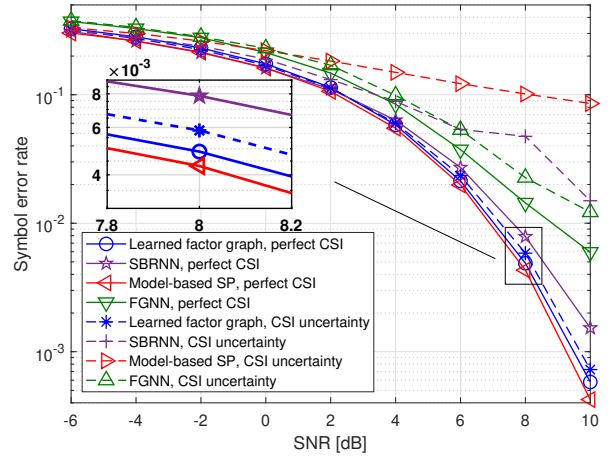 Symbol error rate
10^-1
10^-2
10^-3
×10^-3
8
6
4
7.8 8 8.2
Learned factor graph, perfect CSI
SBRNN, perfect CSI
Model-based SP, perfect CSI
FGNN, perfect CSI
Learned factor graph, CSI uncertainty
SBRNN, CSI uncertainty
Model-based SP, CSI uncertainty
FGNN, CSI uncertainty
-6 -4 -2 0 2 4 6 8 10
SNR [dB]